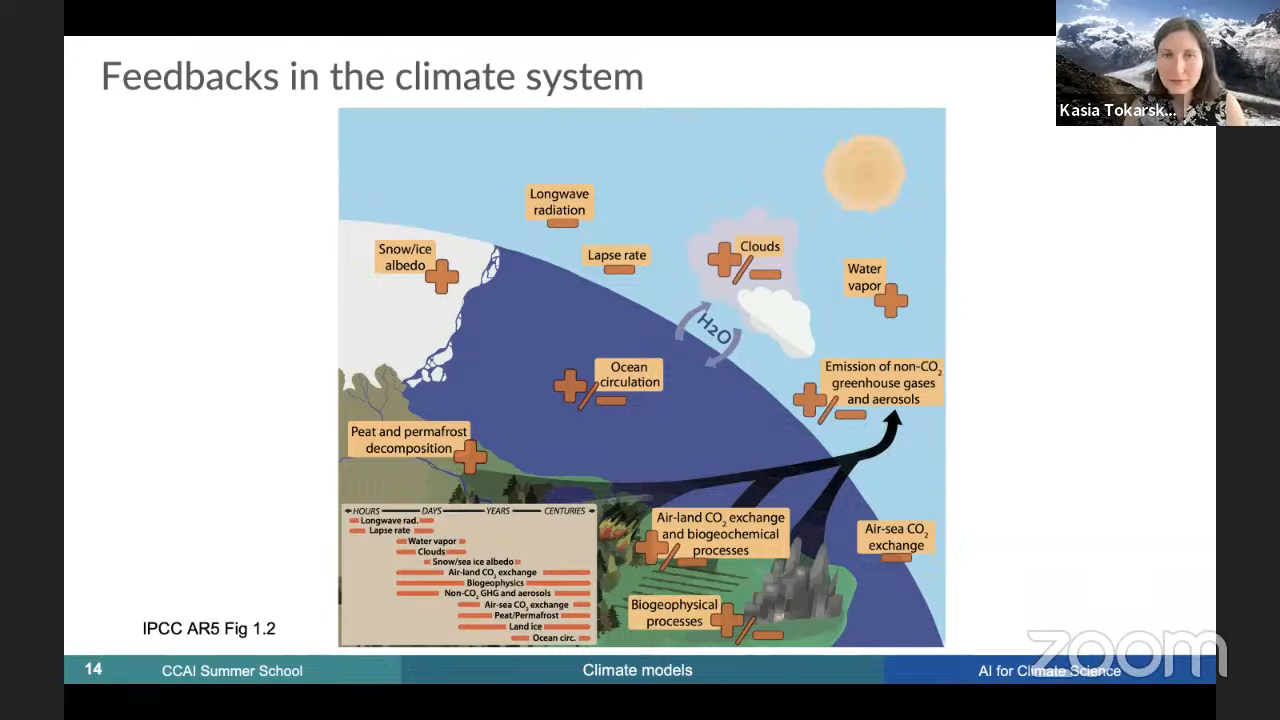 Feedbacks in the climate system
Kasia Tokarsk...
Longwave
radiation
Snow/ice
albedo
Lapse rate
Clouds
Water
vapor
H2O
Ocean
circulation
Emission of non-CO₂
greenhouse gases
and aerosols
Peat and permafrost
decomposition
HOURS DAYS YEARS CENTURIES
Longwave rad.
Lapse rate
Water vapor
Clouds
Snow/sea ice albedo
Air-land CO₂ exchange
Biogeophysics
Non-CO₂ GHG and aerosols
Air-sea CO₂ exchange
Peat/Permafrost
Land ice
Ocean circ.
Air-land CO₂ exchange
and biogeochemical
processes
Air-sea CO₂
exchange
Biogeophysical
processes
IPCC AR5 Fig 1.2
14 CCAI Summer School Climate models AI for Climate Science
zoom